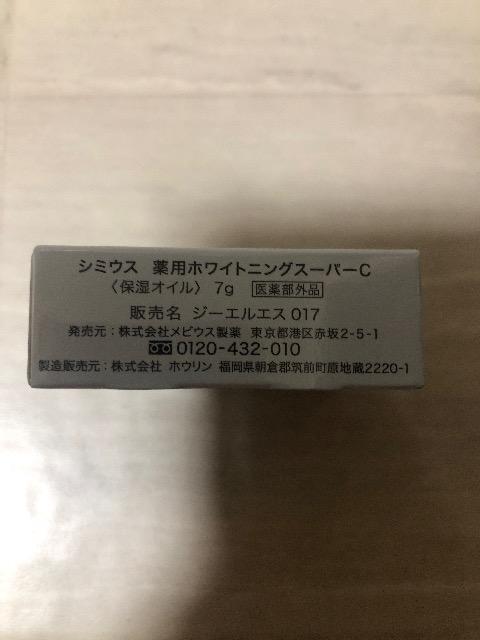 シミウス 薬用ホワイトニングスーパーC
〈保湿オイル〉 7g 医薬部外品
販売名 ジーエルエス 017
発売元：株式会社メビウス製薬 東京都港区赤坂2-5-1
0120-432-010
製造販売元：株式会社 ホウリン 福岡県朝倉郡筑前町原地蔵2220-1